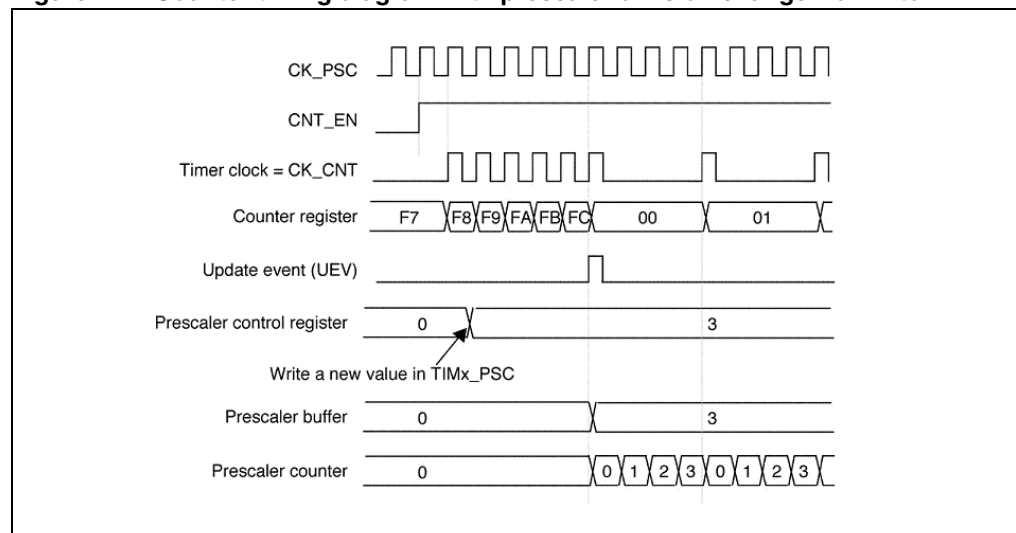 CK_PSC
CNT_EN
Timer clock = CK_CNT
Counter register F7 F8 F9 FA FB FC 00 01
Update event (UEV)
Prescaler control register 0 3
Write a new value in TIMx_PSC
Prescaler buffer 0 3
Prescaler counter 0 0 1 2 3 0 1 2 3